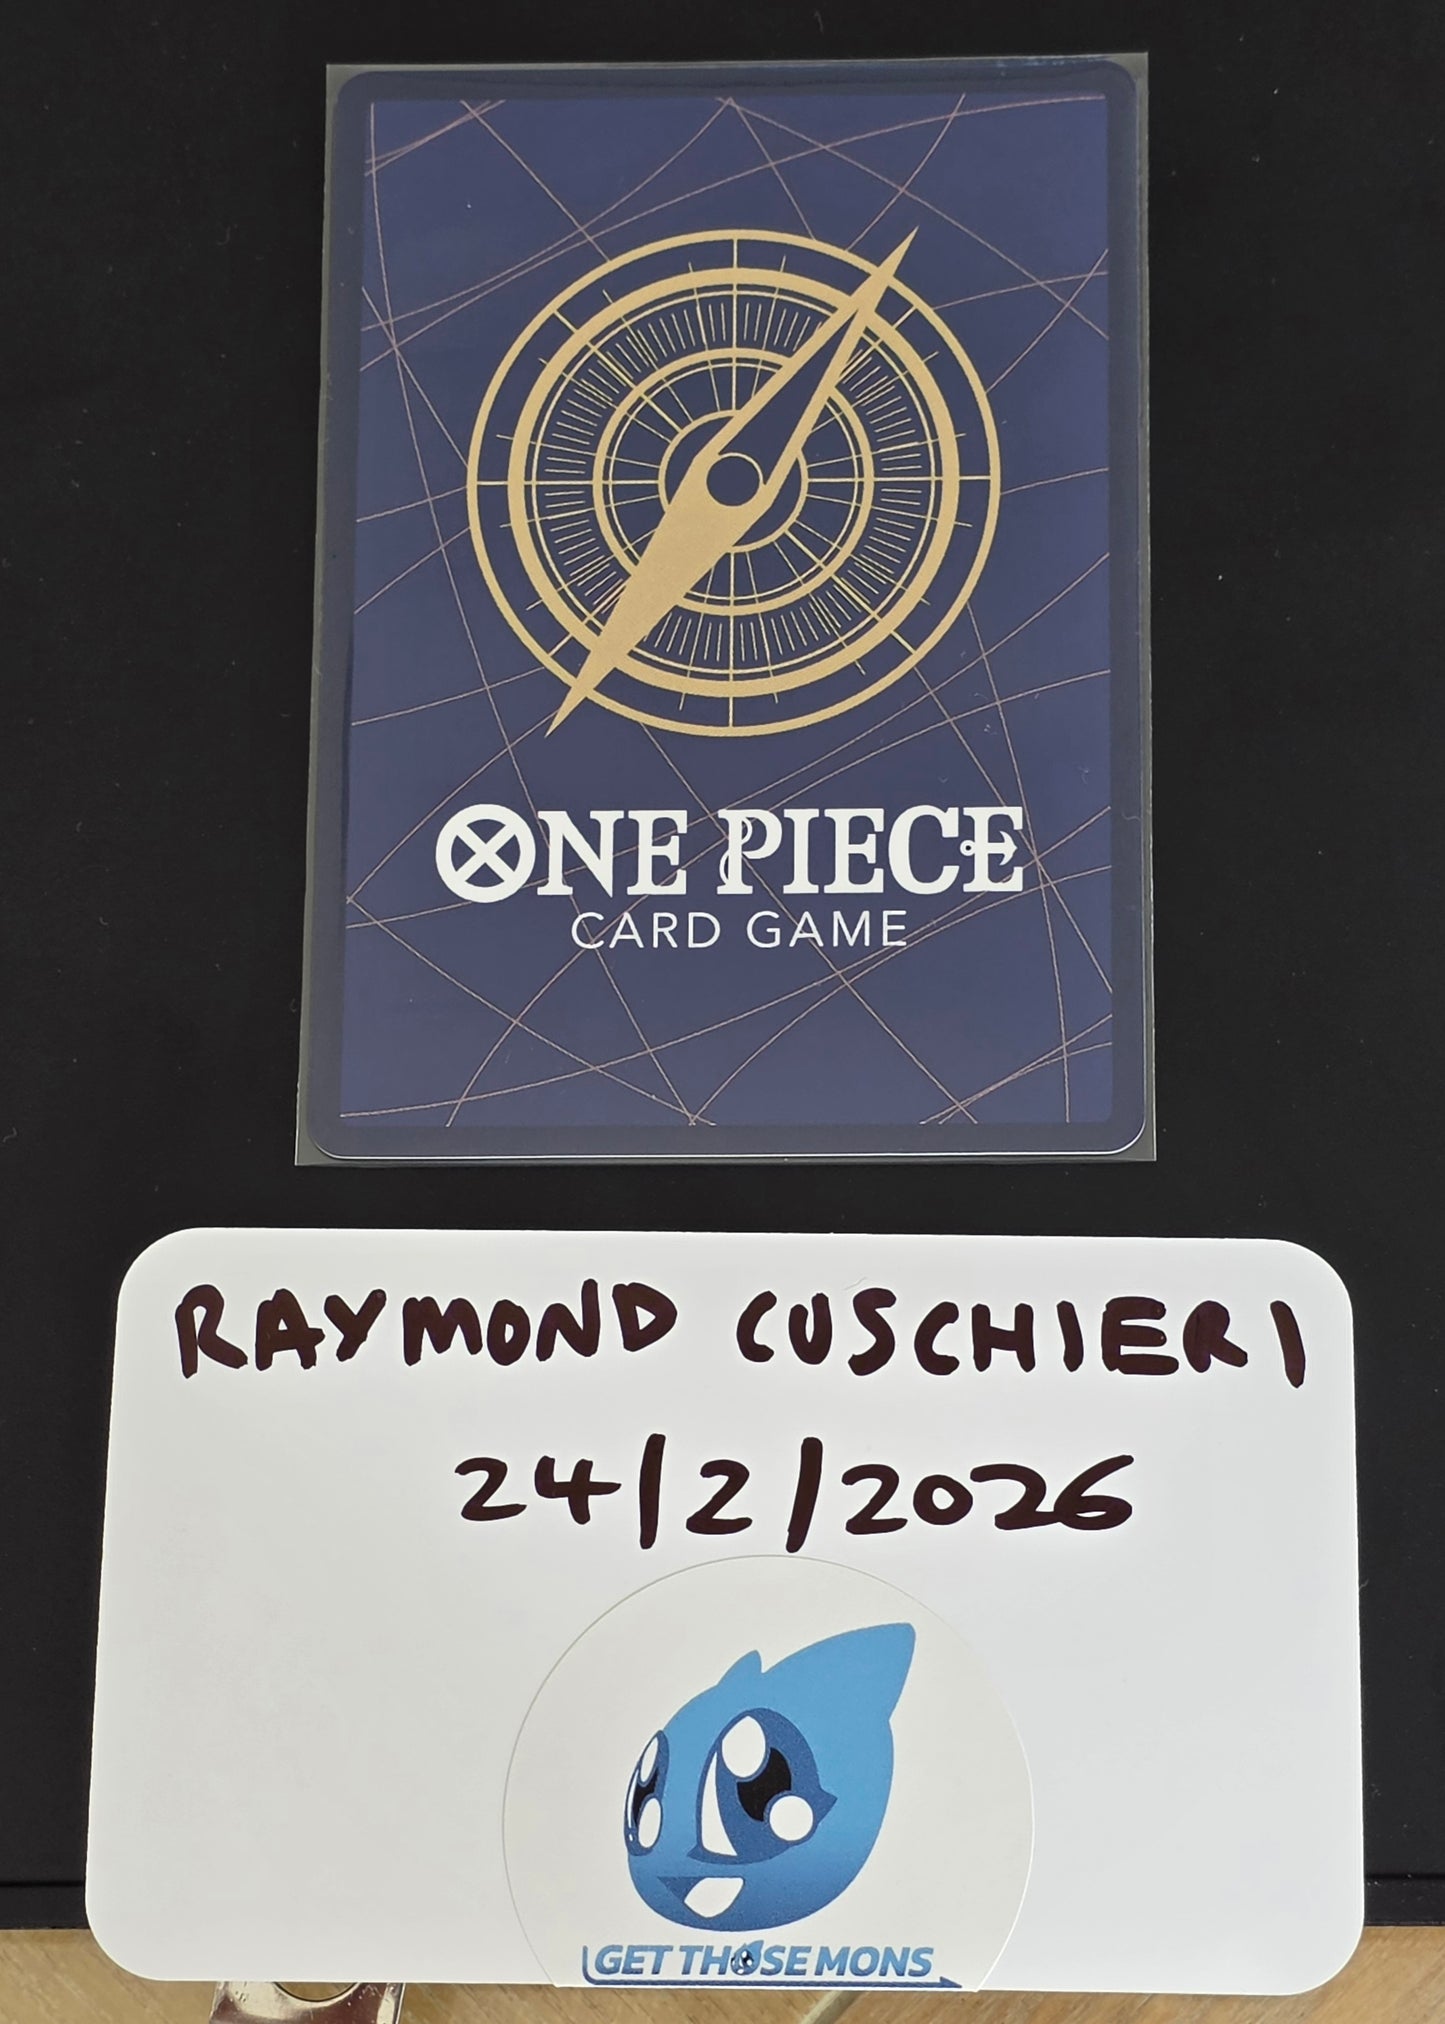 ONE PIECE
CARD GAME
RAYMOND CUSCHIERI
24/2/2026
GET THOSE MONS